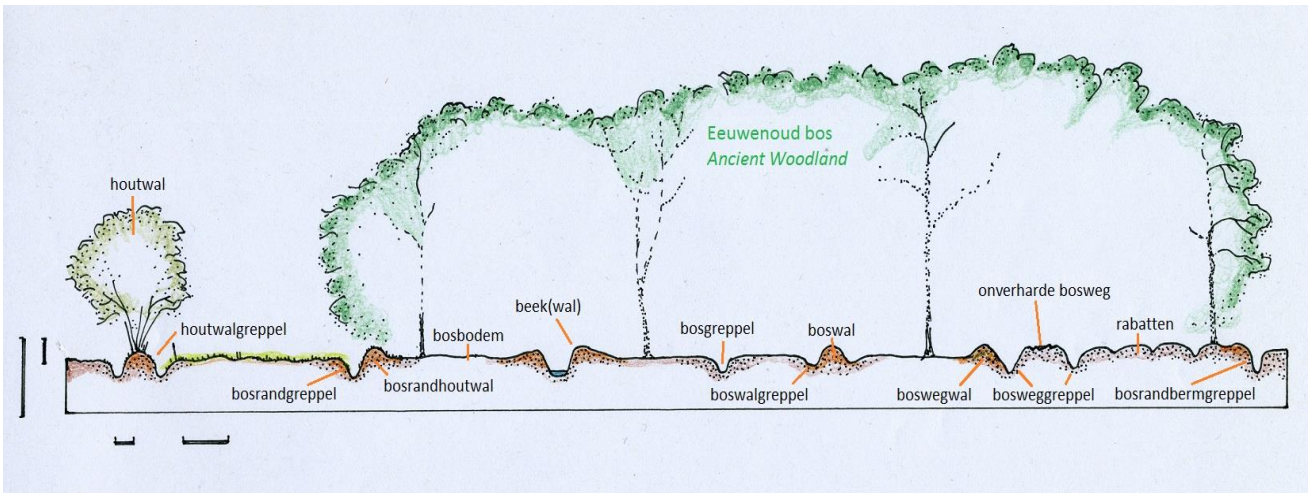 Eeuwenoud bos
Ancient Woodland
houtwal
houtwalgreppel
bosrandgreppel
bosrandhoutwal
bosbodem
beek(wal)
bosgreppel
boswal
boswalgreppel
onverharde bosweg
boswegwal
bosweggreppel
rabatten
bosrandbermgreppel